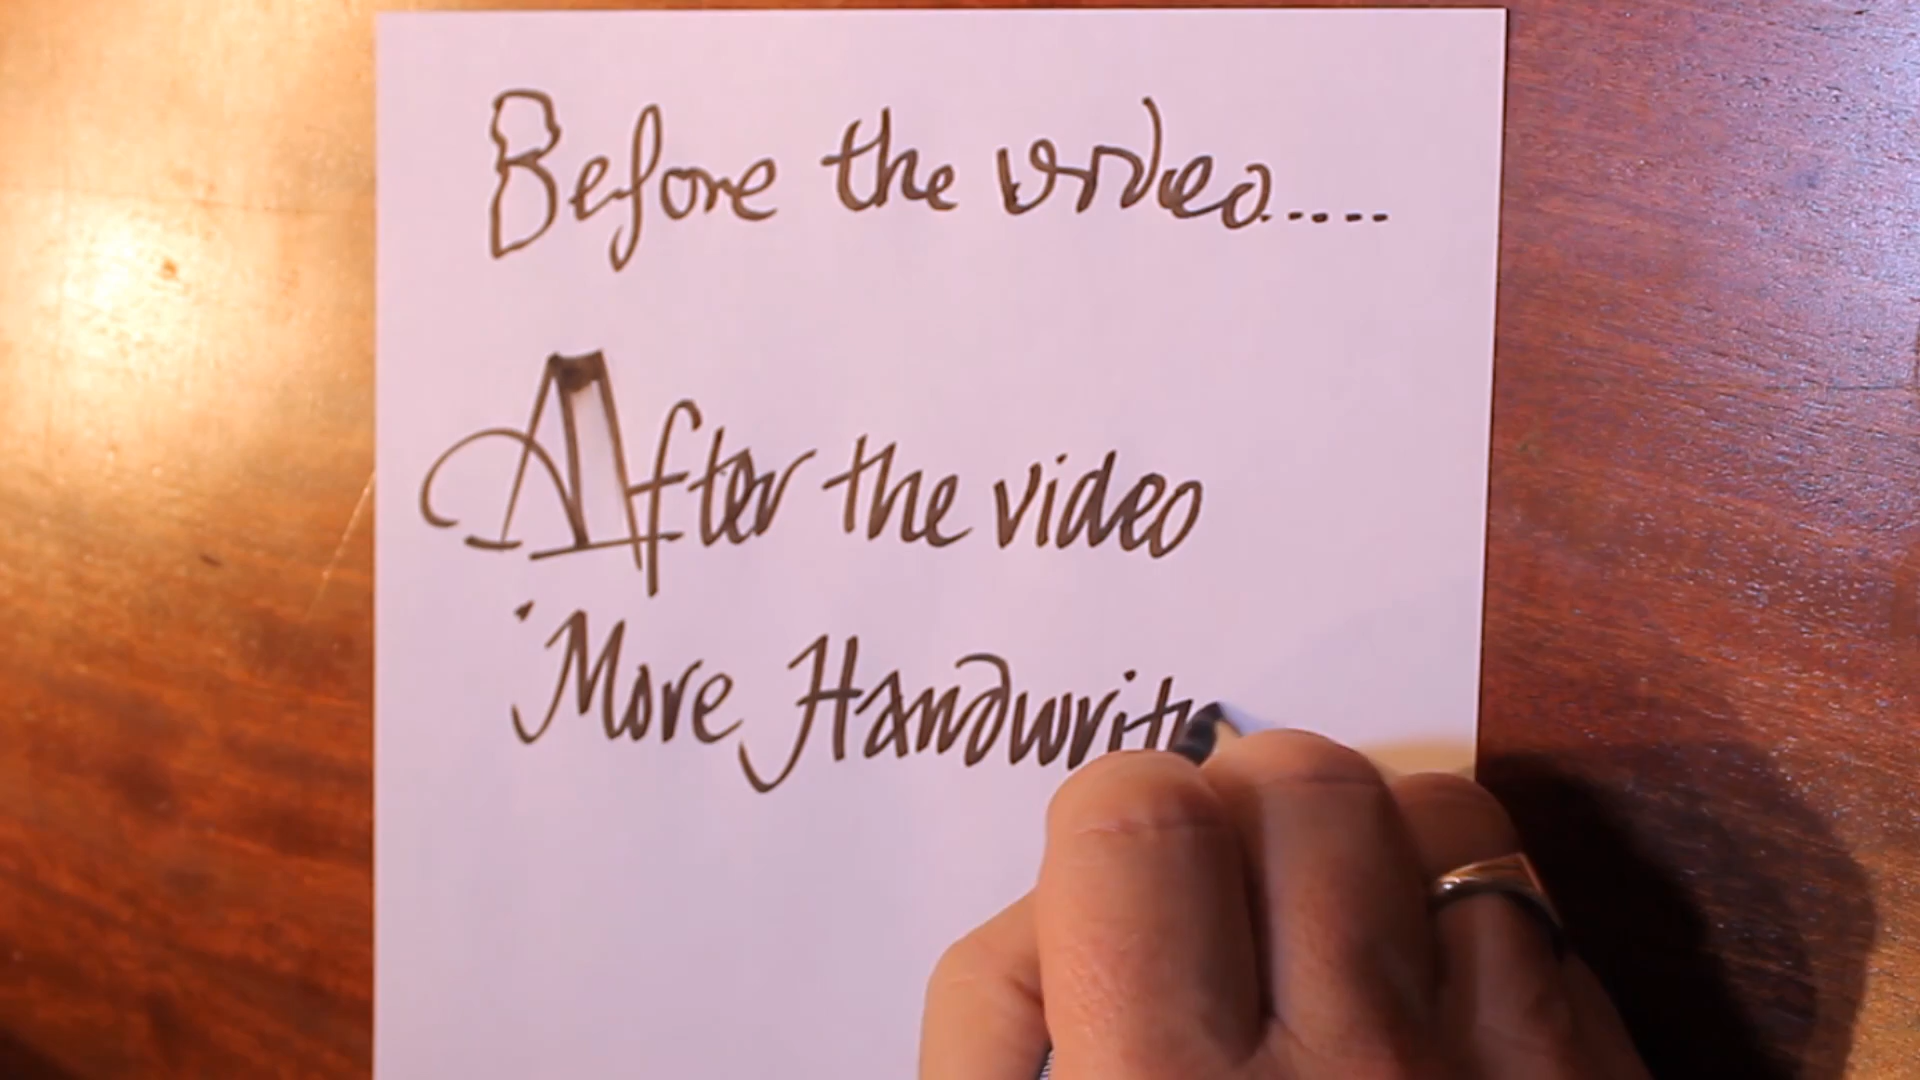 Before the video.....
After the video
More Handwrit